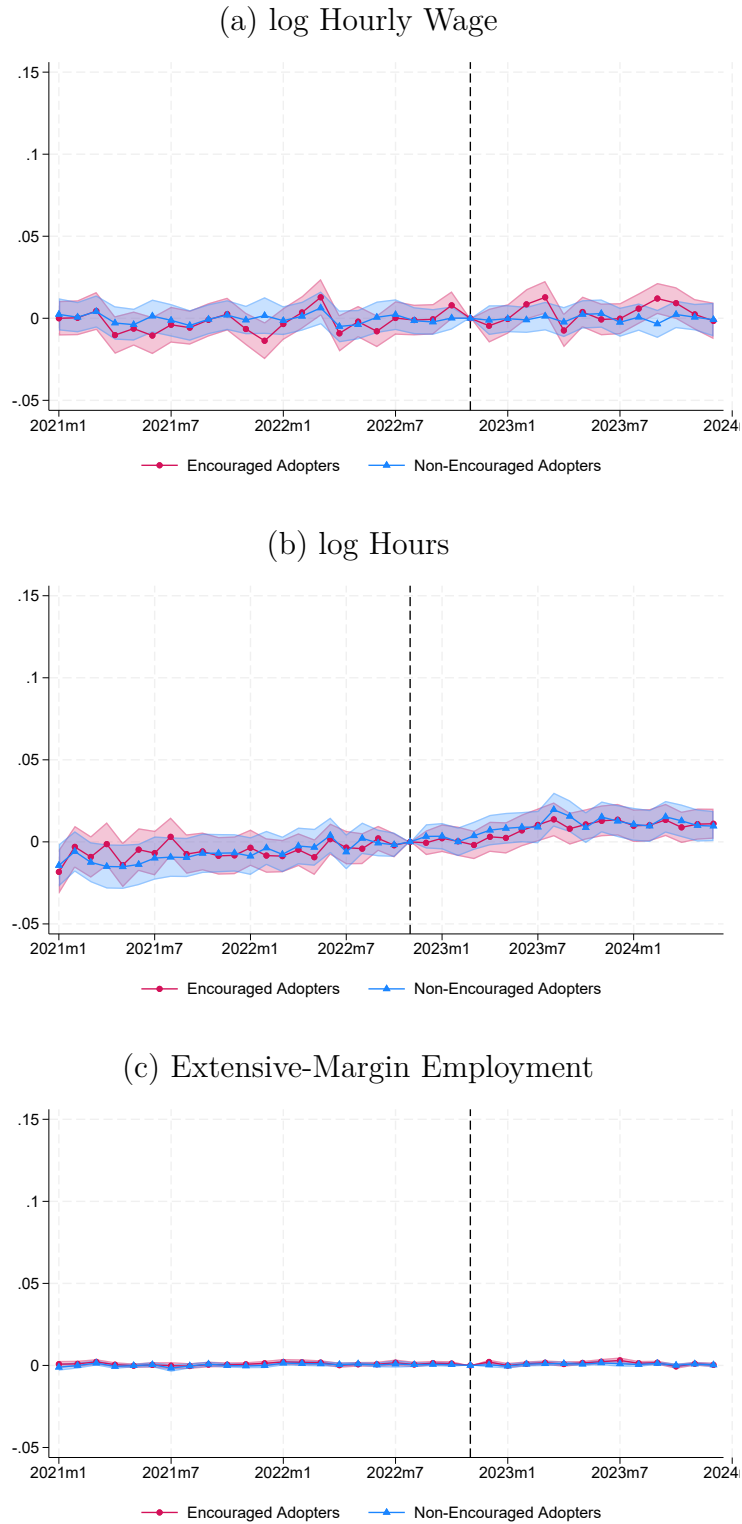 (a) log Hourly Wage
.15
.1
.05
0
-.05
2021m1 2021m7 2022m1 2022m7 2023m1 2023m7 2024
Encouraged Adopters Non-Encouraged Adopters
(b) log Hours
.15
.1
.05
0
-.05
2021m1 2021m7 2022m1 2022m7 2023m1 2023m7 2024m1
Encouraged Adopters Non-Encouraged Adopters
(c) Extensive-Margin Employment
.15
.1
.05
0
-.05
2021m1 2021m7 2022m1 2022m7 2023m1 2023m7 2024
Encouraged Adopters Non-Encouraged Adopters